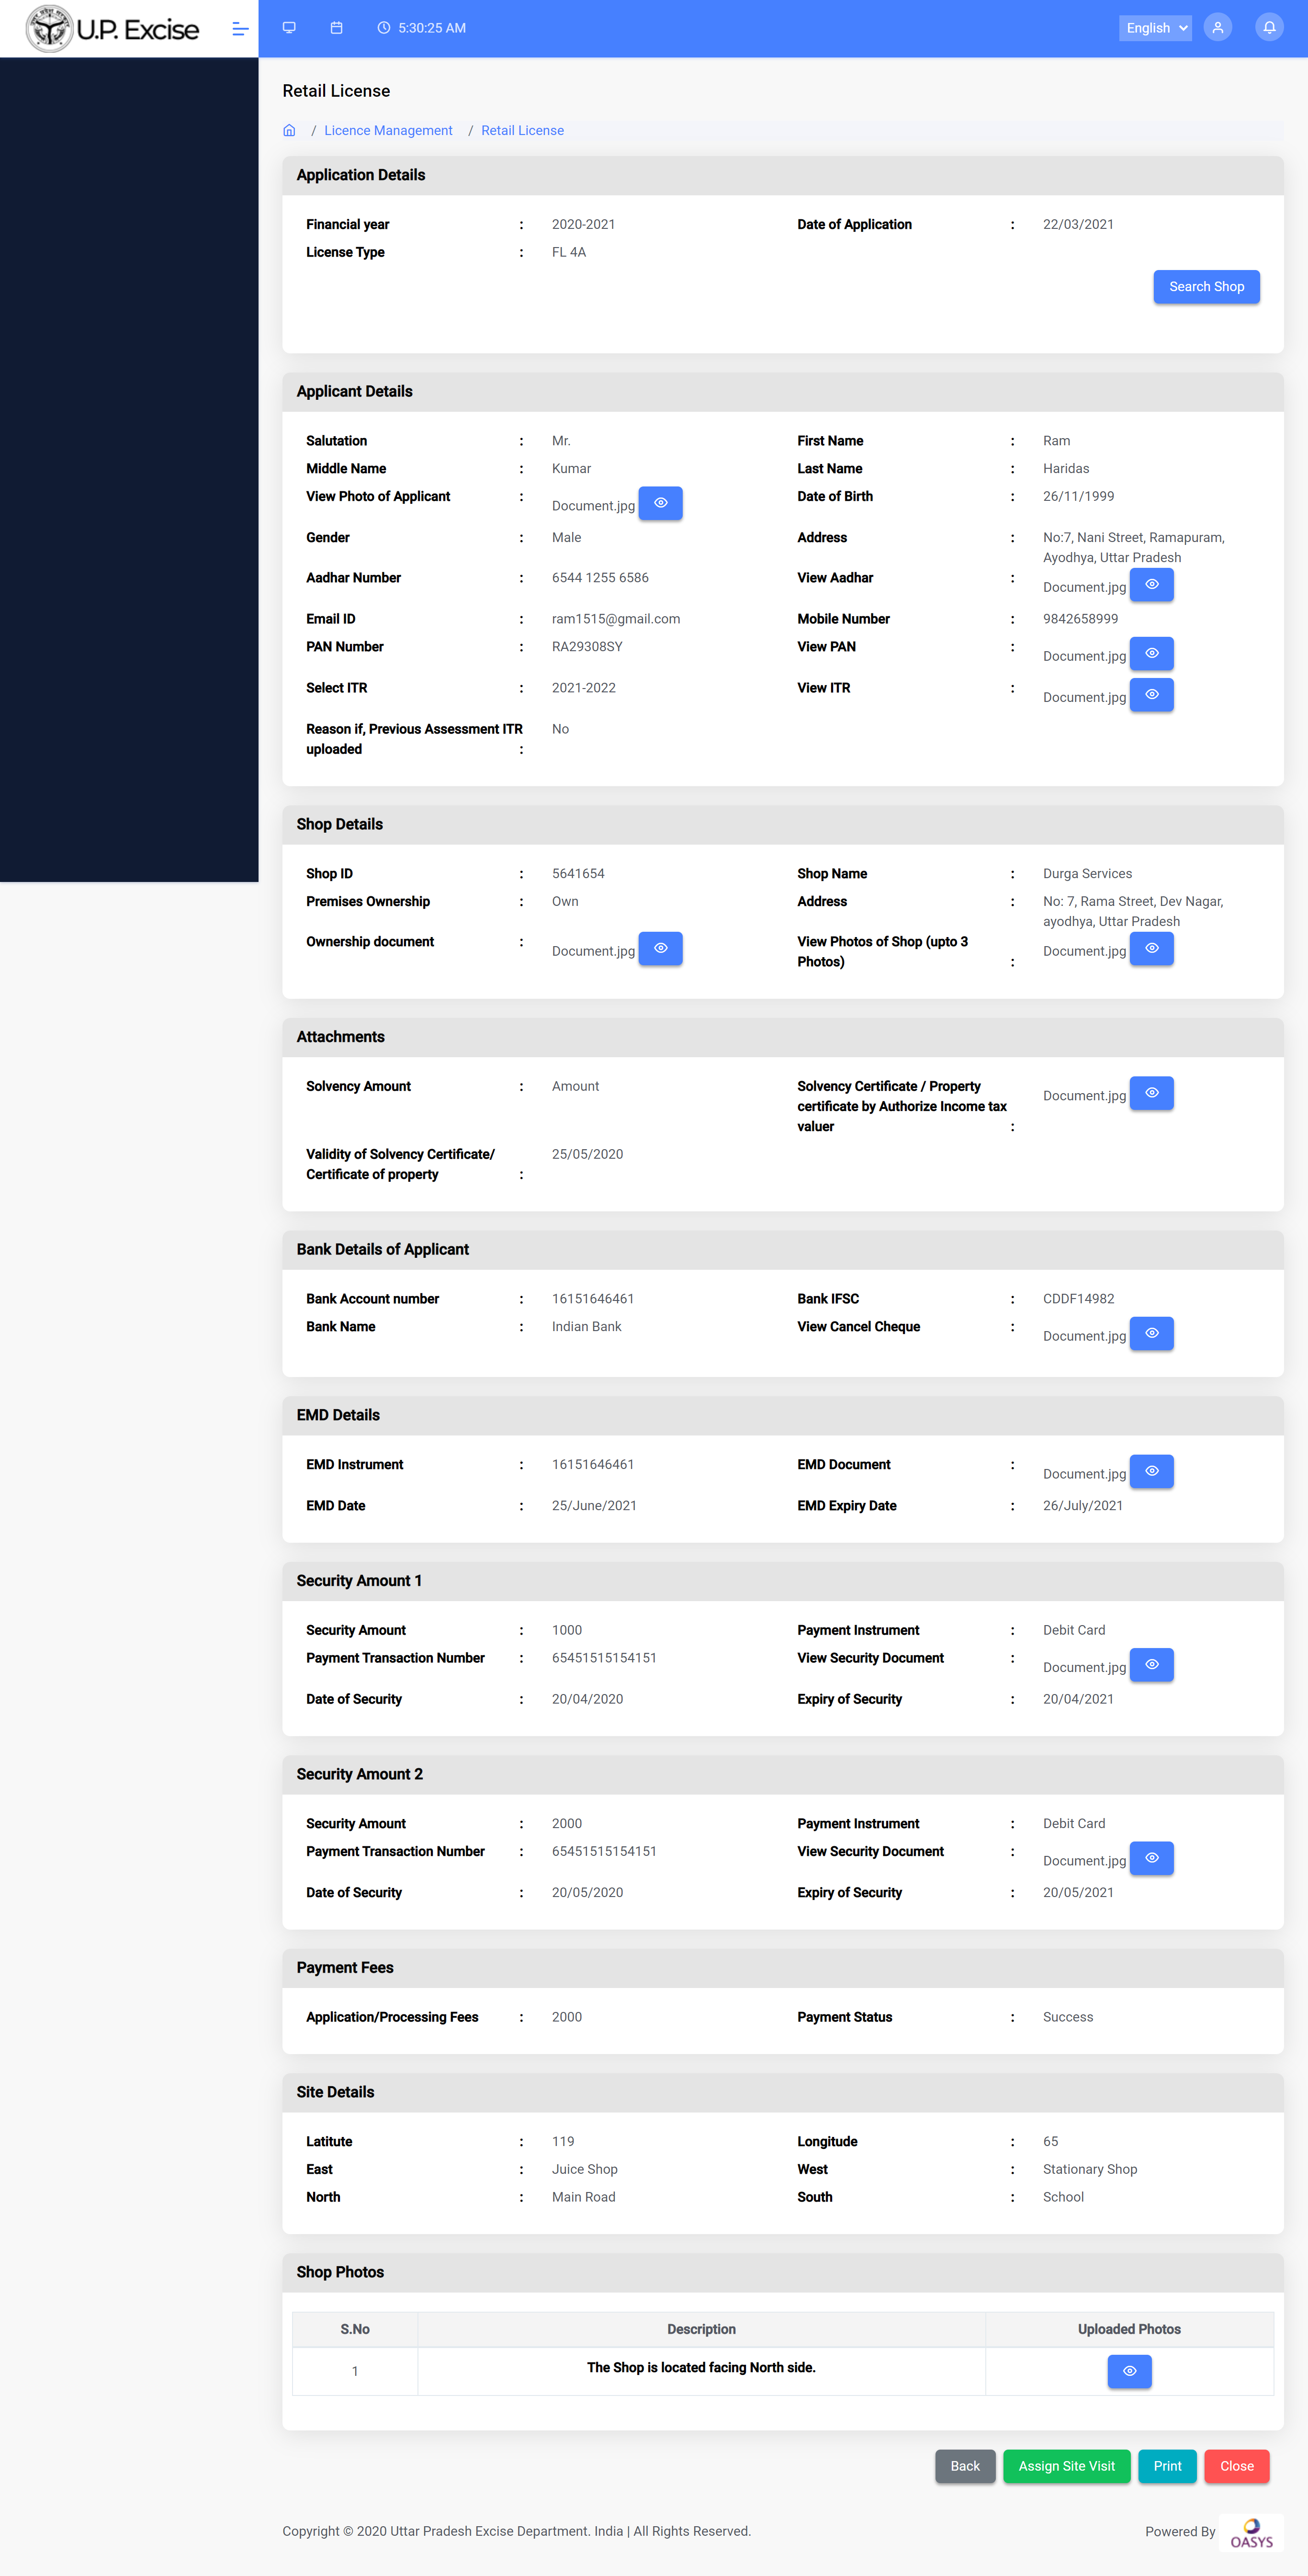 U.P. Excise
5:30:25 AM
English
Retail License
/ Licence Management / Retail License
Application Details
Financial year : 2020-2021 Date of Application : 22/03/2021
License Type : FL 4A
Search Shop
Applicant Details
Salutation : Mr. First Name : Ram
Middle Name : Kumar Last Name : Haridas
View Photo of Applicant : Document.jpg Date of Birth : 26/11/1999
Gender : Male Address : No:7, Nani Street, Ramapuram,
Ayodhya, Uttar Pradesh
Aadhar Number : 6544 1255 6586 View Aadhar : Document.jpg
Email ID : ram1515@gmail.com Mobile Number : 9842658999
PAN Number : RA29308SY View PAN : Document.jpg
Select ITR : 2021-2022 View ITR : Document.jpg
Reason if, Previous Assessment ITR No
uploaded :
Shop Details
Shop ID : 5641654 Shop Name : Durga Services
Premises Ownership : Own Address : No: 7, Rama Street, Dev Nagar,
ayodhya, Uttar Pradesh
Ownership document : Document.jpg View Photos of Shop (upto 3 Document.jpg
Photos) :
Attachments
Solvency Amount : Amount Solvency Certificate / Property Document.jpg
certificate by Authorize Income tax
valuer :
Validity of Solvency Certificate/ 25/05/2020
Certificate of property :
Bank Details of Applicant
Bank Account number : 16151646461 Bank IFSC : CDDF14982
Bank Name : Indian Bank View Cancel Cheque : Document.jpg
EMD Details
EMD Instrument : 16151646461 EMD Document : Document.jpg
EMD Date : 25/June/2021 EMD Expiry Date : 26/July/2021
Security Amount 1
Security Amount : 1000 Payment Instrument : Debit Card
Payment Transaction Number : 65451515154151 View Security Document : Document.jpg
Date of Security : 20/04/2020 Expiry of Security : 20/04/2021
Security Amount 2
Security Amount : 2000 Payment Instrument : Debit Card
Payment Transaction Number : 65451515154151 View Security Document : Document.jpg
Date of Security : 20/05/2020 Expiry of Security : 20/05/2021
Payment Fees
Application/Processing Fees : 2000 Payment Status : Success
Site Details
Latitute : 119 Longitude : 65
East : Juice Shop West : Stationary Shop
North : Main Road South : School
Shop Photos
S.No Description Uploaded Photos
1 The Shop is located facing North side.
Back Assign Site Visit Print Close
Copyright © 2020 Uttar Pradesh Excise Department. India | All Rights Reserved. Powered By OASYS